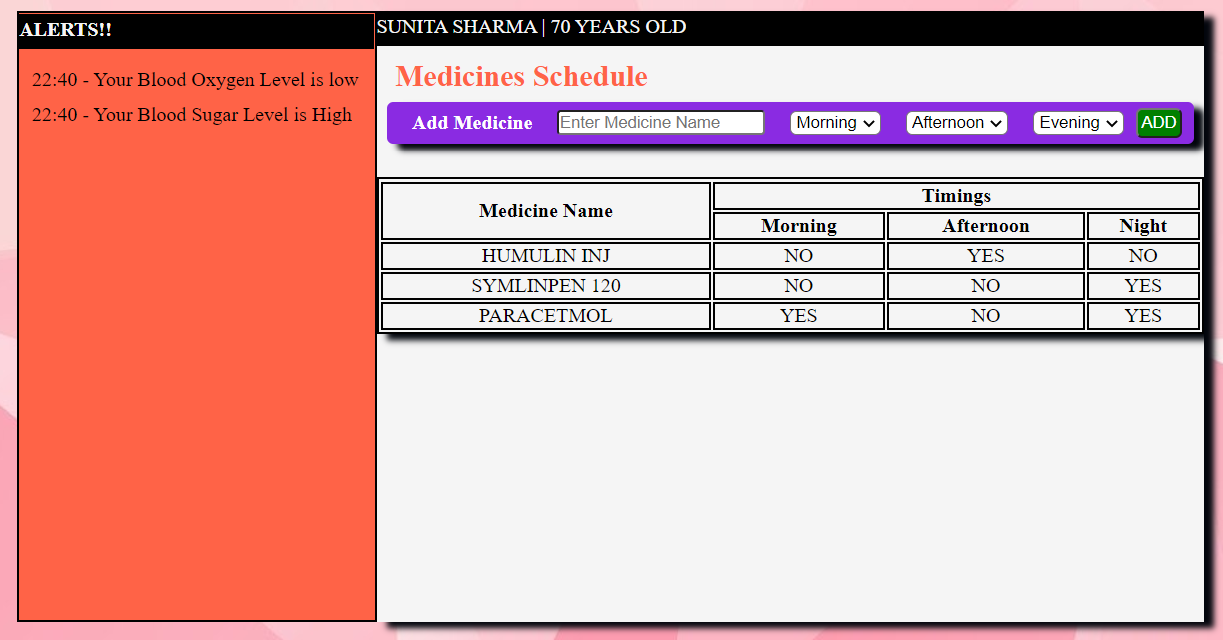 ALERTS!!
22:40 - Your Blood Oxygen Level is low
22:40 - Your Blood Sugar Level is High
SUNITA SHARMA | 70 YEARS OLD
Medicines Schedule
Add Medicine Enter Medicine Name Morning Afternoon Evening ADD
Medicine Name Timings
Morning Afternoon Night
HUMULIN INJ NO YES NO
SYMLINPEN 120 NO NO YES
PARACETMOL YES NO YES